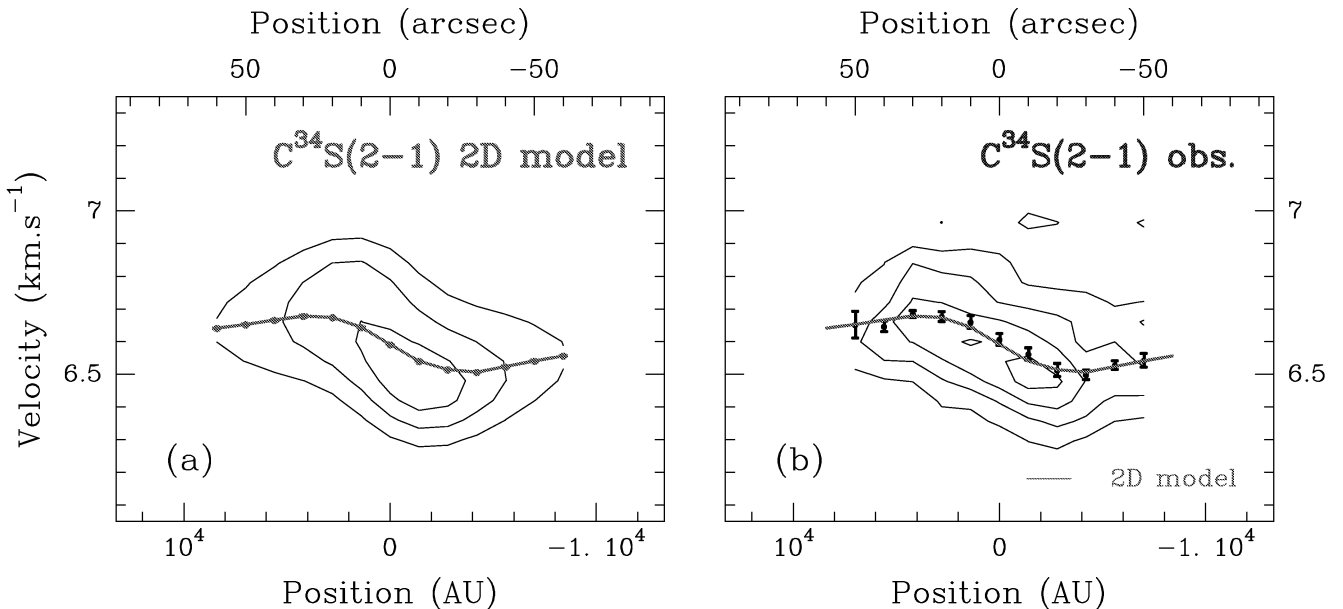 Position (arcsec)
50 0 −50
C³⁴S(2−1) 2D model
Velocity (km.s⁻¹)
7
6.5
(a)
10⁴ 0 −1. 10⁴
Position (AU)
Position (arcsec)
50 0 −50
C³⁴S(2−1) obs.
7
6.5
(b)
2D model
10⁴ 0 −1. 10⁴
Position (AU)